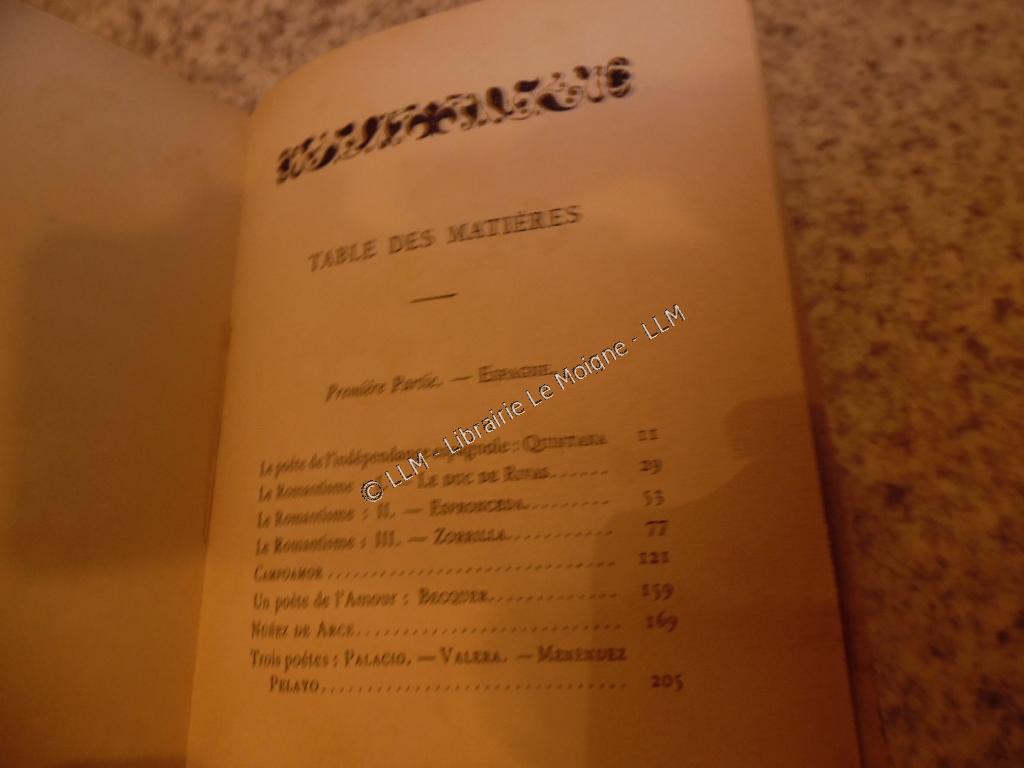 TABLE DES MATIÈRES
Première Partie. — ESPAGNE.
Le poète de l'indépendance espagnole : QUINTANA 11
Le Romantisme LE DUC DE RIVAS....... 29
Le Romantisme : II. — ESPRONCEDA.......... 53
Le Romantisme : III. — ZORRILLA............ 77
CAMPOAMOR.............................. 121
Un poète de l'Amour : BECQUER.............. 159
NÚÑEZ DE ARCE............................ 169
Trois poètes : PALACIO. — VALERA. — MENÉNDEZ
PELAYO................................ 205
© LLM - Librairie Le Moigne - LLM